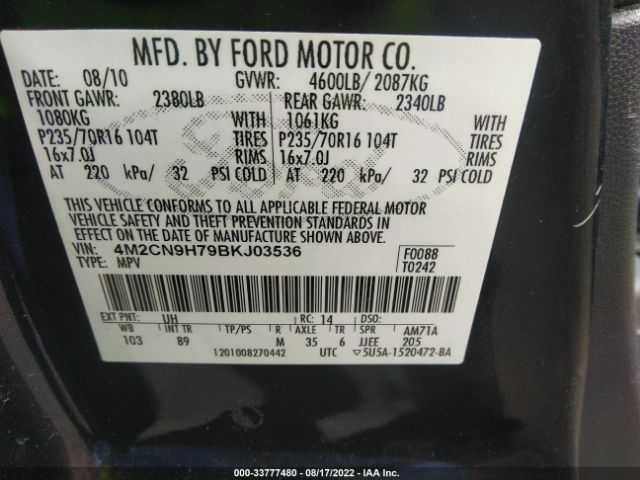 MFD. BY FORD MOTOR CO.
DATE: 08/10 GVWR: 4600LB/ 2087KG
FRONT GAWR: 2380LB REAR GAWR: 2340LB
1080KG WITH 1061KG WITH
P235/70R16 104T TIRES P235/70R16 104T TIRES
16x7.0J RIMS 16x7.0J RIMS
AT 220 kPa/ 32 PSI COLD AT 220 kPa/ 32 PSI COLD
THIS VEHICLE CONFORMS TO ALL APPLICABLE FEDERAL MOTOR
VEHICLE SAFETY AND THEFT PREVENTION STANDARDS IN
EFFECT ON THE DATE OF MANUFACTURE SHOWN ABOVE.
VIN: 4M2CN9H79BKJ03536 F0088
TYPE: MPV T0242
EXT PNT: UH RC: 14 DSO:
WB INT TR TP/PS R AXLE TR SPR AM71A
103 89 M 35 6 JJEE 205
1201008270442 UTC ▽5U5A-1520472-BA
000-33777480 - 08/17/2022 - IAA Inc.